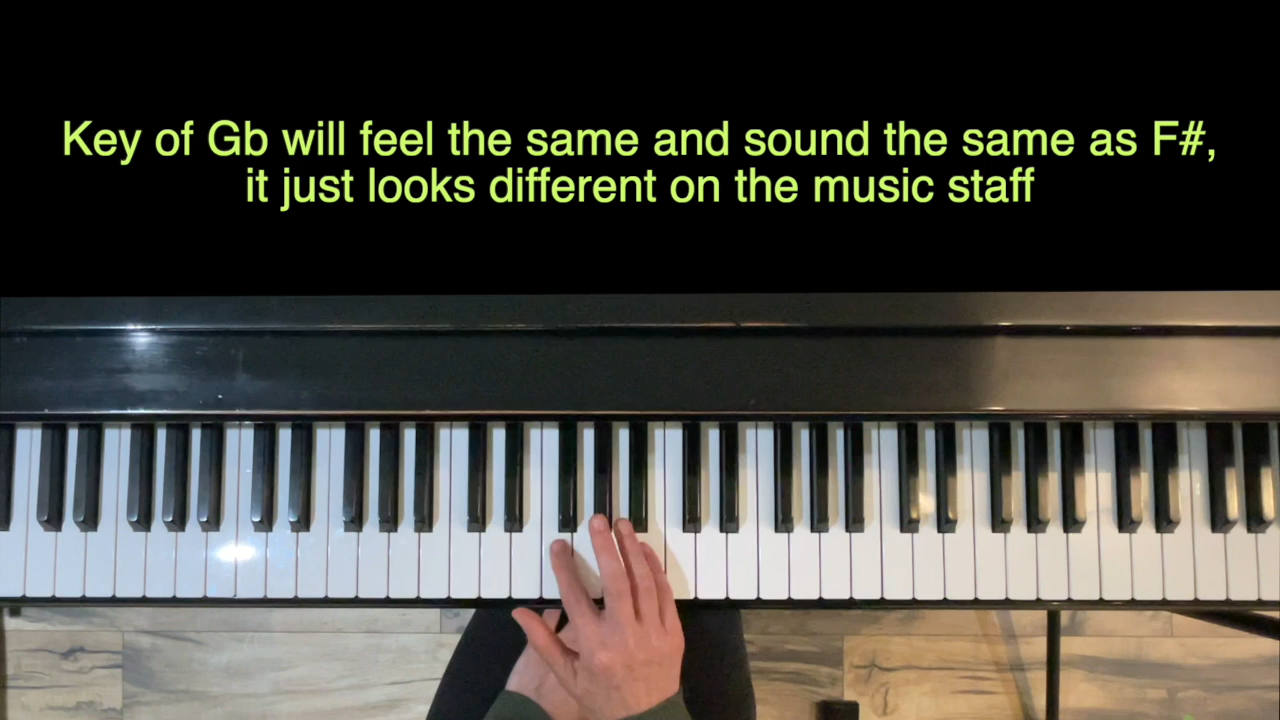 Key of Gb will feel the same and sound the same as F#,
it just looks different on the music staff